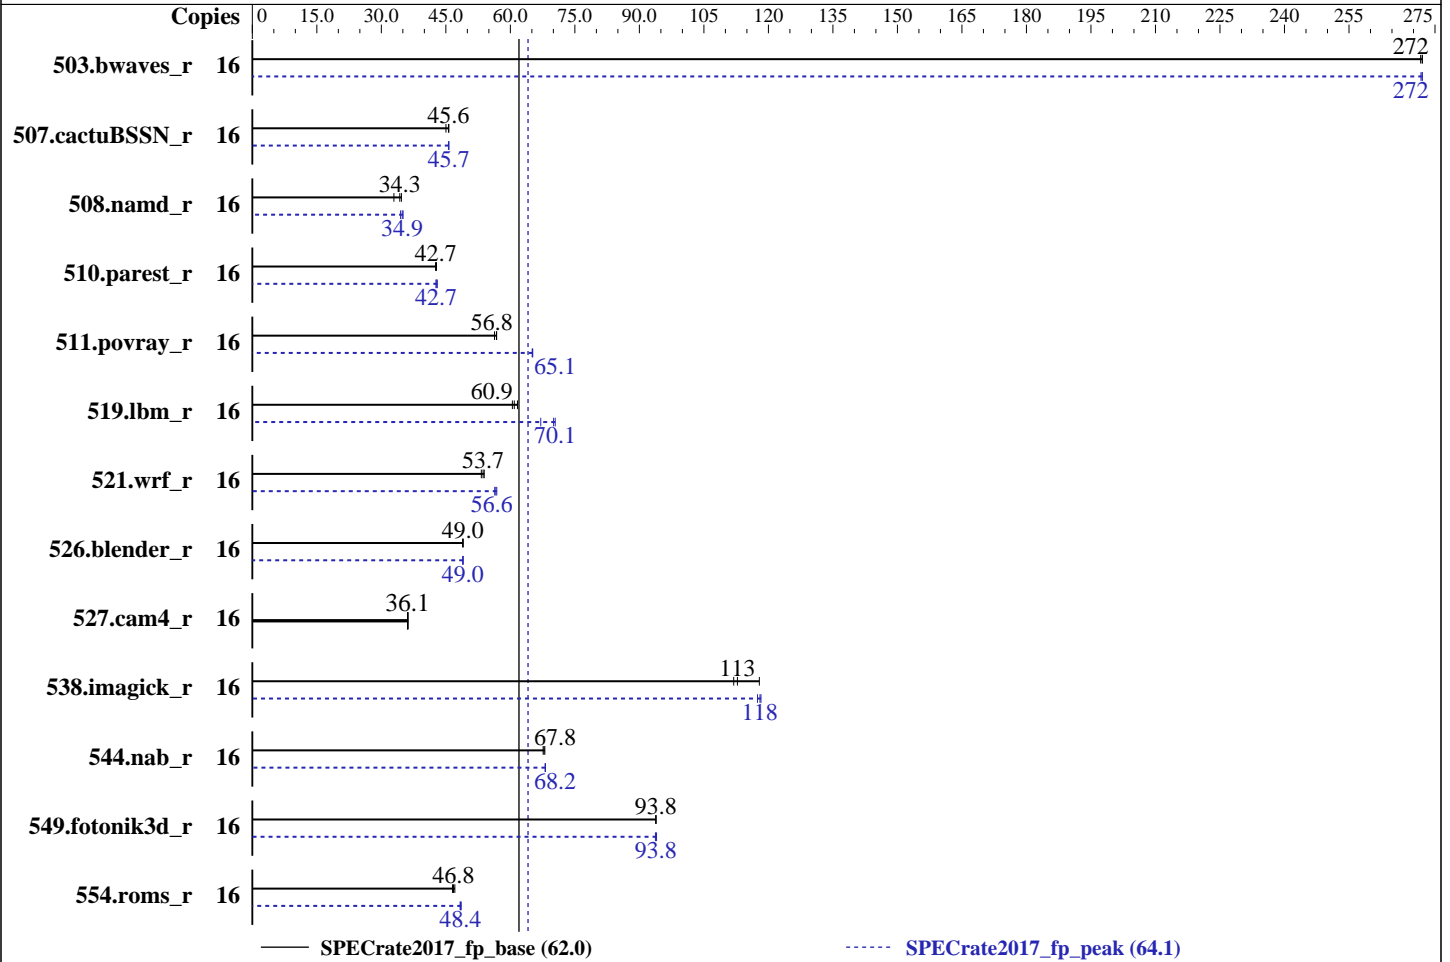 Copies 0 15.0 30.0 45.0 60.0 75.0 90.0 105 120 135 150 165 180 195 210 225 240 255 275
272
503.bwaves_r 16
272
45.6
507.cactuBSSN_r 16
45.7
34.3
508.namd_r 16
34.9
42.7
510.parest_r 16
42.7
56.8
511.povray_r 16
65.1
60.9
519.lbm_r 16
70.1
53.7
521.wrf_r 16
56.6
49.0
526.blender_r 16
49.0
36.1
527.cam4_r 16
113
538.imagick_r 16
118
67.8
544.nab_r 16
68.2
93.8
549.fotonik3d_r 16
93.8
46.8
554.roms_r 16
48.4
SPECrate2017_fp_base (62.0) SPECrate2017_fp_peak (64.1)